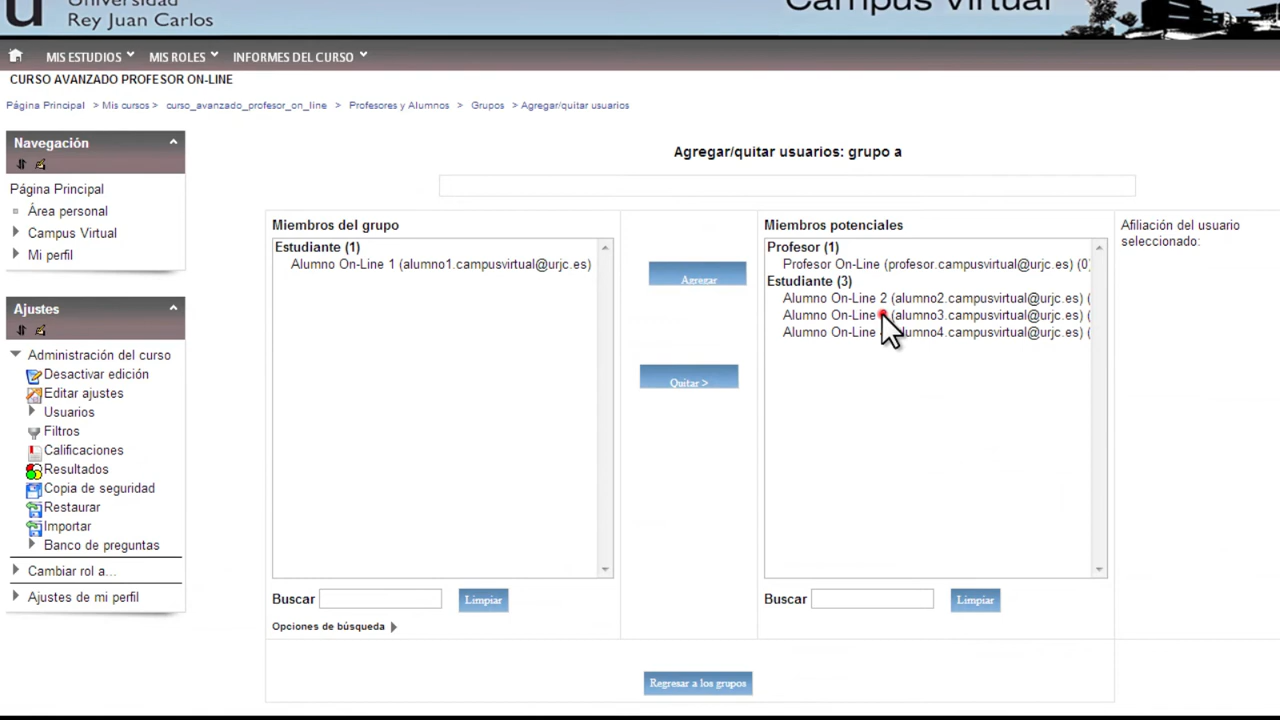 Universidad
Rey Juan Carlos
Campus Virtual
MIS ESTUDIOS MIS ROLES INFORMES DEL CURSO
CURSO AVANZADO PROFESOR ON-LINE
Página Principal > Mis cursos > curso_avanzado_profesor_on_line > Profesores y Alumnos > Grupos > Agregar/quitar usuarios
Navegación
Página Principal
Área personal
Campus Virtual
Mi perfil
Ajustes
Administración del curso
Desactivar edición
Editar ajustes
Usuarios
Filtros
Calificaciones
Resultados
Copia de seguridad
Restaurar
Importar
Banco de preguntas
Cambiar rol a...
Ajustes de mi perfil
Agregar/quitar usuarios: grupo a
Miembros del grupo
Estudiante (1)
Alumno On-Line 1 (alumno1.campusvirtual@urjc.es)
Buscar Limpiar
Opciones de búsqueda
Agregar
Quitar >
Miembros potenciales
Profesor (1)
Profesor On-Line (profesor.campusvirtual@urjc.es) (0)
Estudiante (3)
Alumno On-Line 2 (alumno2.campusvirtual@urjc.es) (
Alumno On-Line (alumno3.campusvirtual@urjc.es) (
Alumno On-Line alumno4.campusvirtual@urjc.es) (
Buscar Limpiar
Afiliación del usuario
seleccionado:
Regresar a los grupos